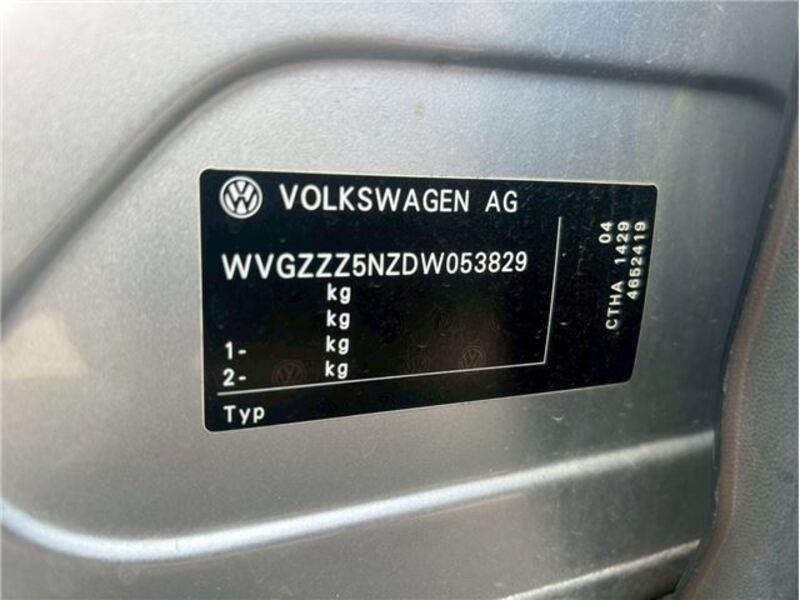 VOLKSWAGEN AG
WVGZZZ5NZDW053829
kg
kg
1- kg
2- kg
Typ
04
CTHA 1429
4652419